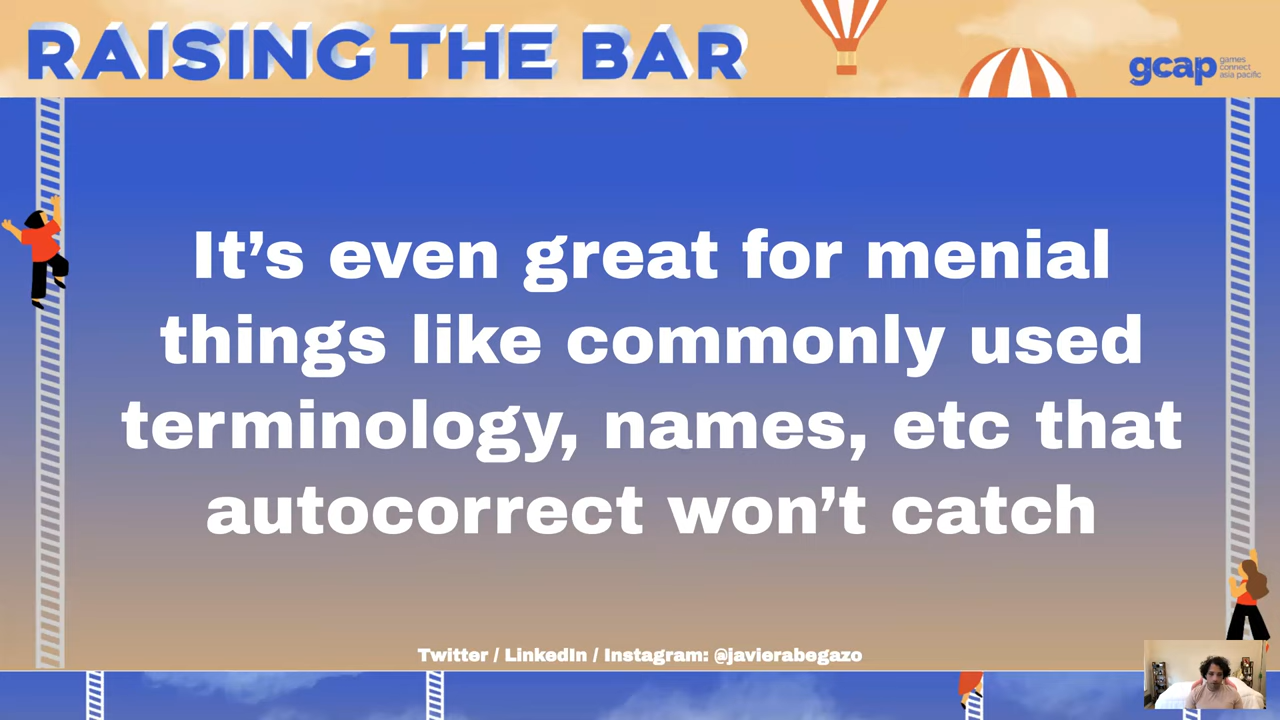 RAISING THE BAR
gcap games
connect
asia pacific
It’s even great for menial
things like commonly used
terminology, names, etc that
autocorrect won’t catch
Twitter / LinkedIn / Instagram: @javierabegazo